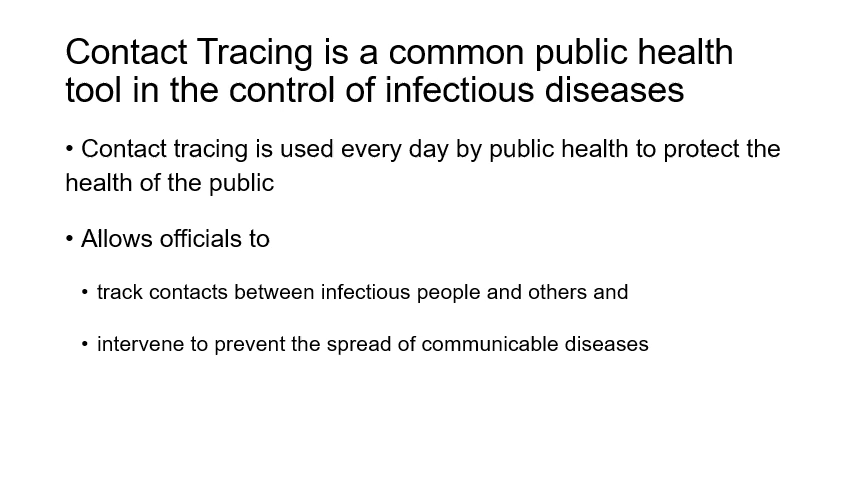 Contact Tracing is a common public health
tool in the control of infectious diseases
• Contact tracing is used every day by public health to protect the
health of the public
• Allows officials to
• track contacts between infectious people and others and
• intervene to prevent the spread of communicable diseases